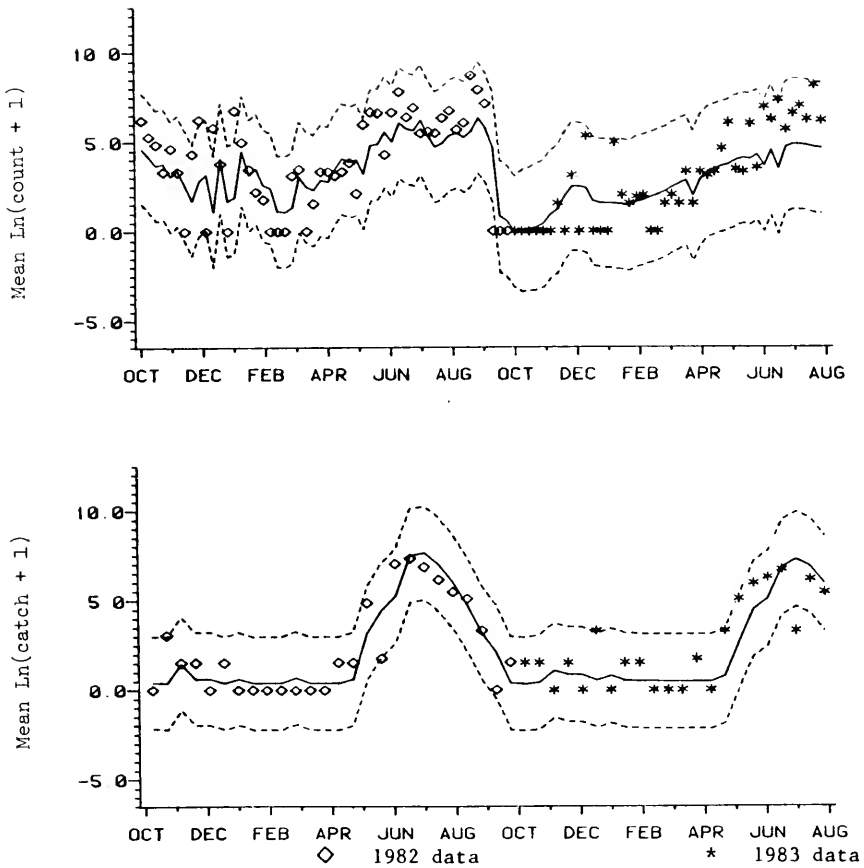 Mean Ln(count + 1)
10 0
5.0
0.0
-5.0
OCT DEC FEB APR JUN AUG OCT DEC FEB APR JUN AUG
Mean Ln(catch + 1)
10.0
5 0
0.0
-5.0
OCT DEC FEB APR JUN AUG OCT DEC FEB APR JUN AUG
◇ 1982 data * 1983 data